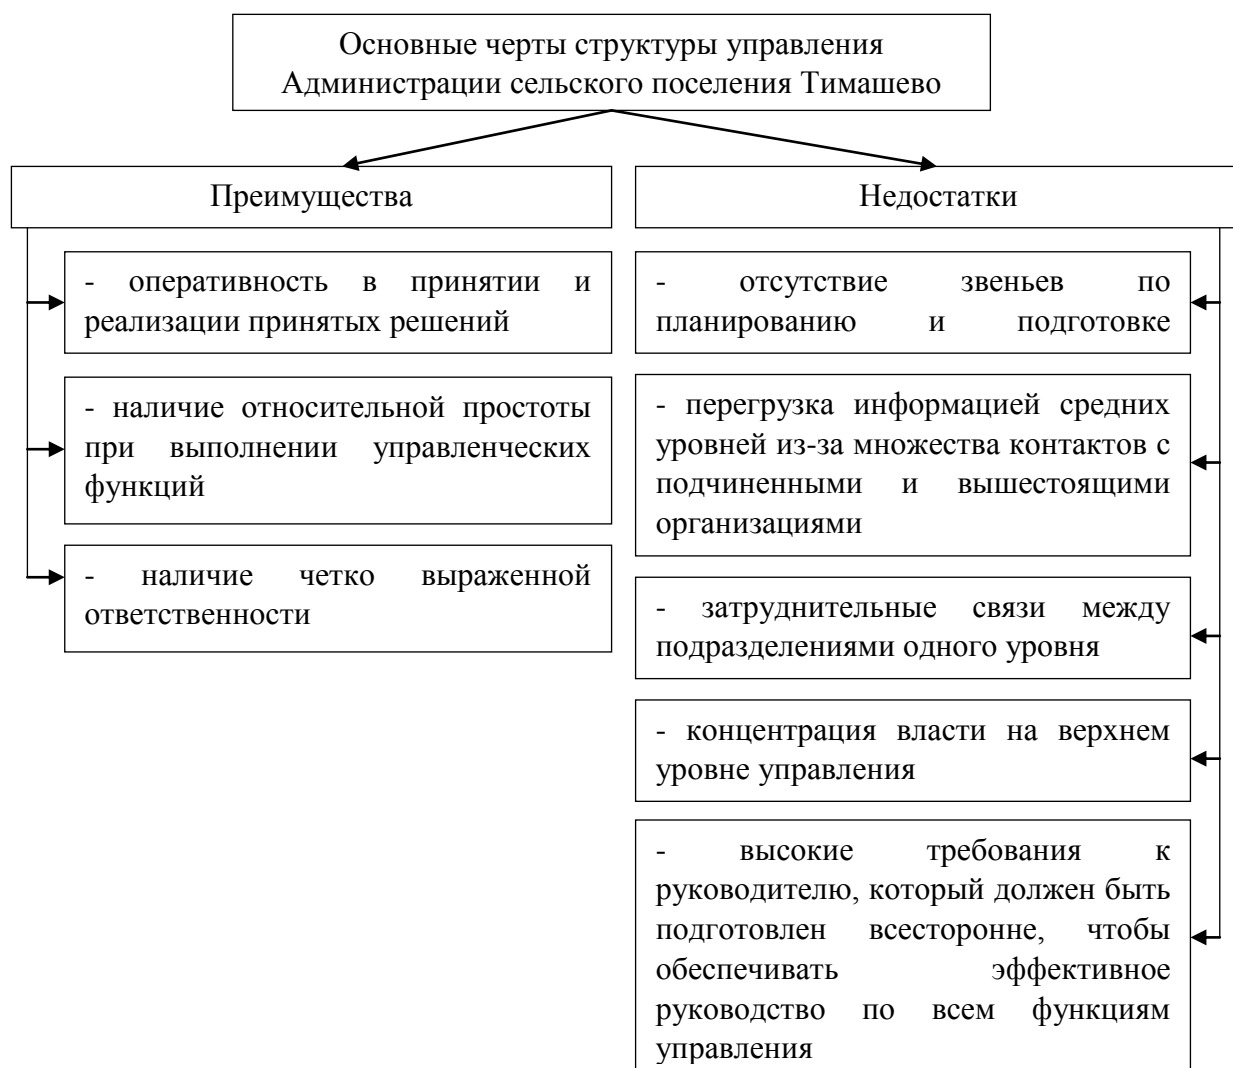 Основные черты структуры управления
Администрации сельского поселения Тимашево
Преимущества
- оперативность в принятии и
реализации принятых решений
- наличие относительной простоты
при выполнении управленческих
функций
- наличие четко выраженной
ответственности
Недостатки
- отсутствие звеньев по
планированию и подготовке
- перегрузка информацией средних
уровней из-за множества контактов с
подчиненными и вышестоящими
организациями
- затруднительные связи между
подразделениями одного уровня
- концентрация власти на верхнем
уровне управления
- высокие требования к
руководителю, который должен быть
подготовлен всесторонне, чтобы
обеспечивать эффективное
руководство по всем функциям
управления